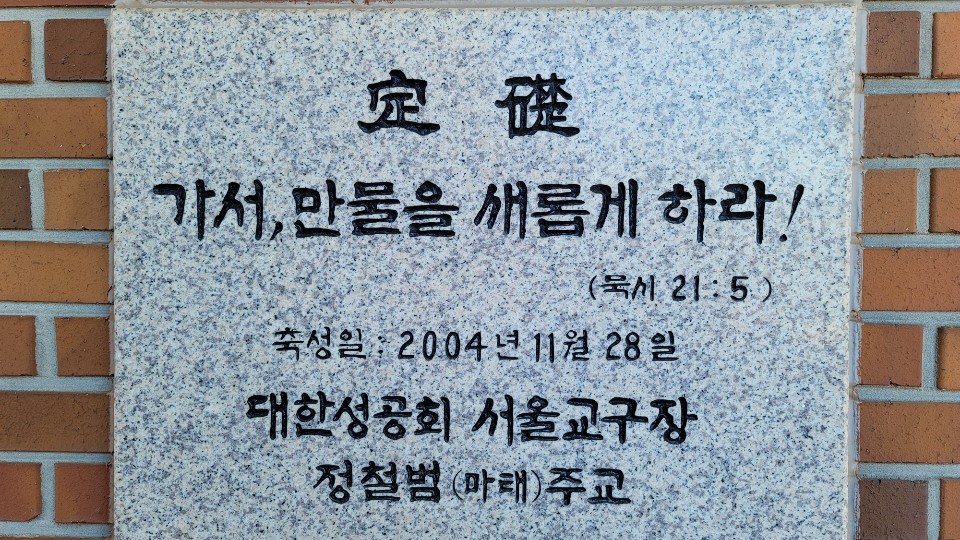 定 礎
가서, 만물을 새롭게 하라!
(묵시 21:5)
축성일: 2004년 11월 28일
대한성공회 서울교구장
정철범(마태)주교